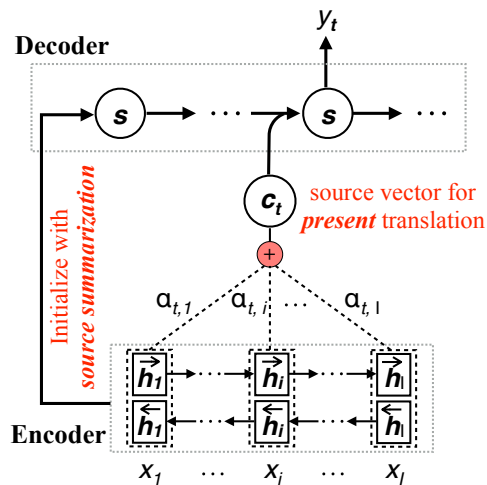 y_t
Decoder
s → ... → s → ...
c_t
source vector for
present translation
Initialize with
source summarization
+
α_{t,1} α_{t,i} ... α_{t,I}
→h_1 ... →h_i ... →h_I
←h_1 ... ←h_i ... ←h_I
Encoder
x_1 ... x_i ... x_I